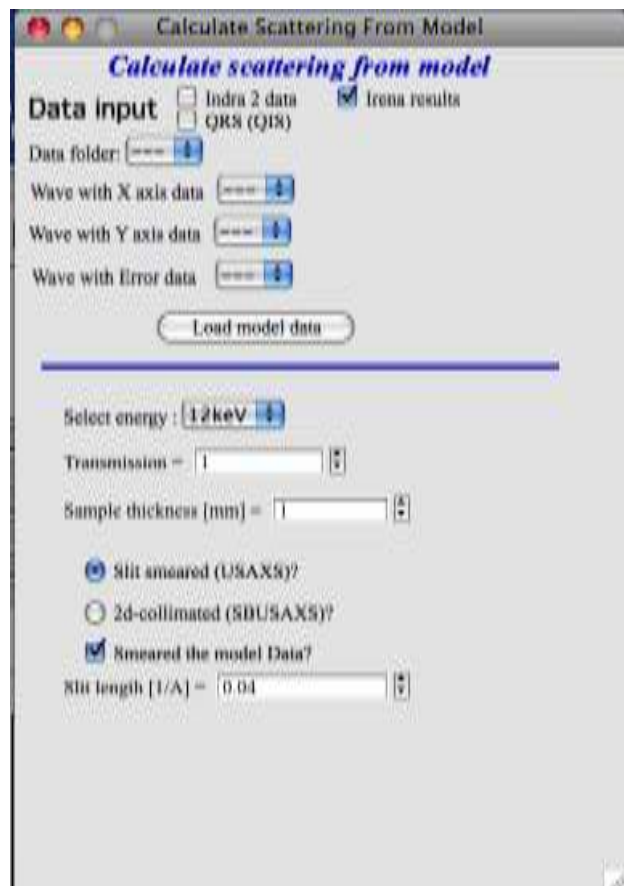 Calculate Scattering From Model
Calculate scattering from model
Data input
Indra 2 data
Irena results
QRS (QIS)
Data folder: ---
Wave with X axis data ---
Wave with Y axis data ---
Wave with Error data ---
Load model data
Select energy : 12keV
Transmission = 1
Sample thickness [mm] = 1
Slit smeared (USAXS)?
2d-collimated (SBUSAXS)?
Smeared the model Data?
Slit length [1/A] = 0.04